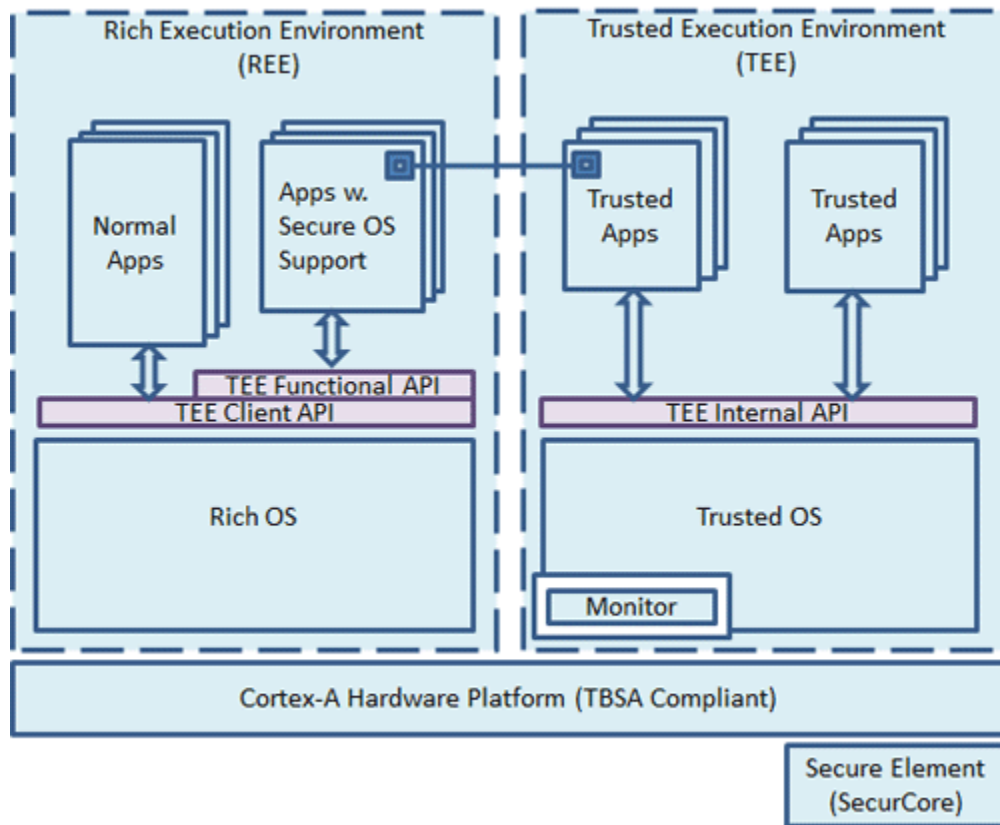 Rich Execution Environment
(REE)
Trusted Execution Environment
(TEE)
Normal
Apps
Apps w.
Secure OS
Support
Trusted
Apps
Trusted
Apps
TEE Functional API
TEE Client API
TEE Internal API
Rich OS
Trusted OS
Monitor
Cortex-A Hardware Platform (TBSA Compliant)
Secure Element
(SecurCore)